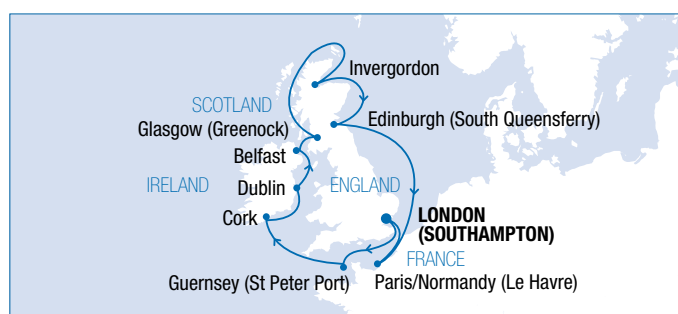 Invergordon
SCOTLAND
Edinburgh (South Queensferry)
Glasgow (Greenock)
Belfast
IRELAND
ENGLAND
Dublin
Cork
LONDON
(SOUTHAMPTON)
FRANCE
Guernsey (St Peter Port)
Paris/Normandy (Le Havre)